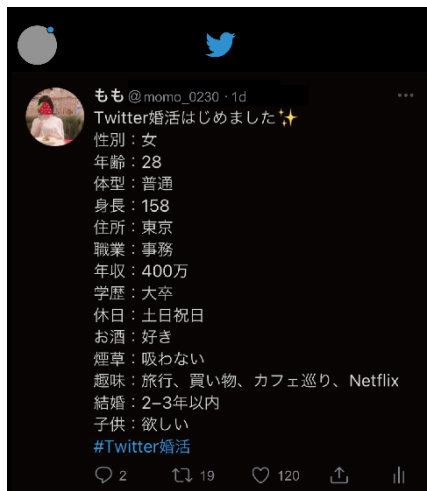 もも @momo_0230・1d
Twitter婚活はじめました✨
性別：女
年齢：28
体型：普通
身長：158
住所：東京
職業：事務
年収：400万
学歴：大卒
休日：土日祝日
お酒：好き
煙草：吸わない
趣味：旅行、買い物、カフェ巡り、Netflix
結婚：2−3年以内
子供：欲しい
#Twitter婚活
2 19 120